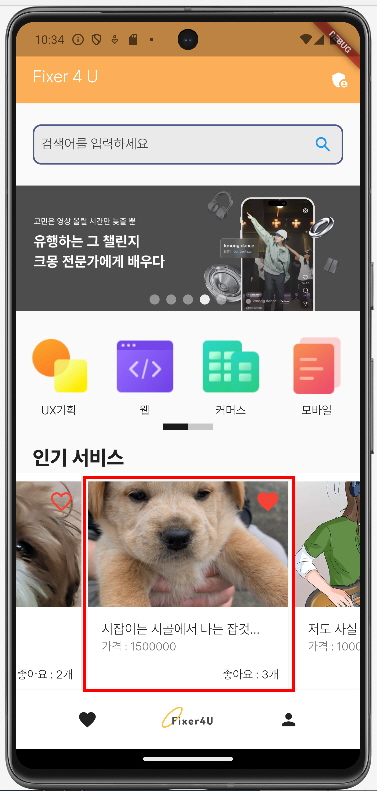 10:34
DEBUG
Fixer 4 U
검색어를 입력하세요
고민은 영상 올릴 시간만 늦출 뿐
유행하는 그 챌린지
크몽 전문가에게 배우다
UX기획
웹
커머스
모바일
인기 서비스
시잡이는 시골에서 나는 잡것...
저도 사실
가격 : 1500000
가격 : 1000
좋아요 : 2개
좋아요 : 3개
Fixer4U